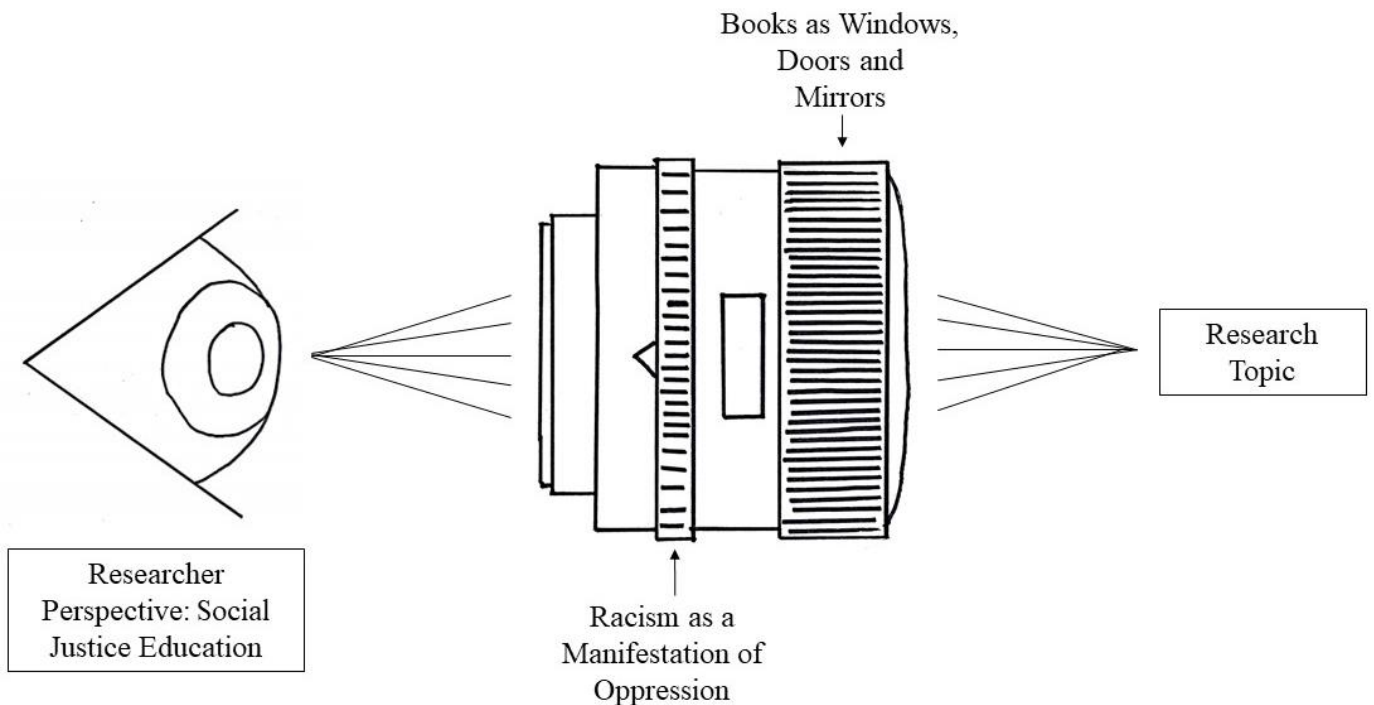 Books as Windows,
Doors and
Mirrors
Research
Topic
Researcher
Perspective: Social
Justice Education
Racism as a
Manifestation of
Oppression